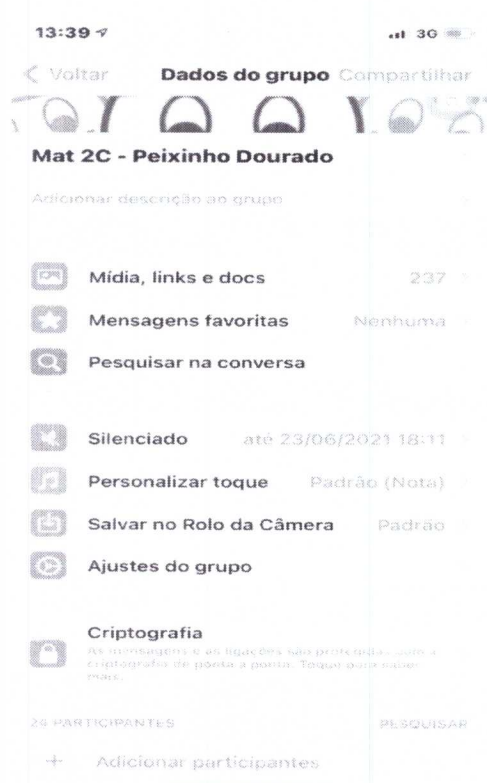 13:39
3G
Voltar Dados do grupo Compartilhar
Mat 2C - Peixinho Dourado
Adicionar descrição ao grupo
Mídia, links e docs 237
Mensagens favoritas Nenhuma
Pesquisar na conversa
Silenciado até 23/06/2021 18:11
Personalizar toque Padrão (Nota)
Salvar no Rolo da Câmera Padrão
Ajustes do grupo
Criptografia
As mensagens e as ligações são protegidas com a
criptografia de ponta a ponta. Toque para saber
mais.
26 PARTICIPANTES PESQUISAR
Adicionar participantes